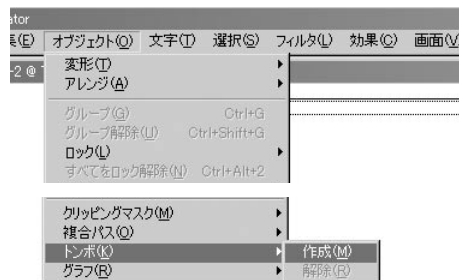 ator
集(E) オブジェクト(O) 文字(T) 選択(S) フィルタ(L) 効果(C) 画面(V
-2 @
変形(T)
アレンジ(A)
グループ(G) Ctrl+G
グループ解除(U) Ctrl+Shift+G
ロック(L)
すべてをロック解除(N) Ctrl+Alt+2
クリッピングマスク(M)
複合パス(O)
トンボ(K) 作成(M)
グラフ(R) 解除(R)